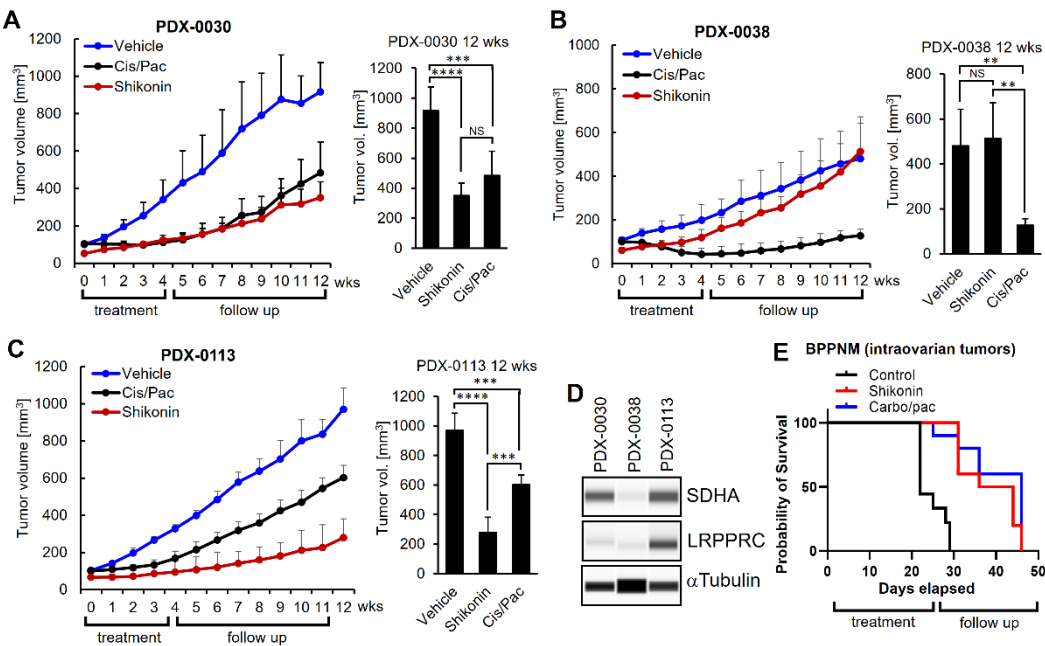 A
PDX-0030
1200
1000
800
600
400
200
0
Tumor volume [mm³]
Vehicle
Cis/Pac
Shikonin
0 1 2 3 4 5 6 7 8 9 10 11 12 wks
treatment
follow up
PDX-0030 12 wks
***
****
NS
1200
1000
800
600
400
200
0
Tumor vol. [mm³]
Vehicle
Shikonin
Cis/Pac
B
PDX-0038
1000
800
600
400
200
0
Tumor volume [mm³]
Vehicle
Cis/Pac
Shikonin
0 1 2 3 4 5 6 7 8 9 10 11 12 wks
treatment
follow up
PDX-0038 12 wks
**
NS
**
800
600
400
200
0
Tumor vol. [mm³]
Vehicle
Shikonin
Cis/Pac
C
PDX-0113
1200
1000
800
600
400
200
0
Tumor volume [mm³]
Vehicle
Cis/Pac
Shikonin
0 1 2 3 4 5 6 7 8 9 10 11 12 wks
treatment
follow up
PDX-0113 12 wks
***
****
***
1200
1000
800
600
400
200
0
Tumor vol. [mm³]
Vehicle
Shikonin
Cis/Pac
D
PDX-0030
PDX-0038
PDX-0113
SDHA
LRPPRC
αTubulin
E
BPPNM (intraovarian tumors)
Control
Shikonin
Carbo/pac
Probability of Survival
100
50
0
0 10 20 30 40 50
Days elapsed
treatment
follow up